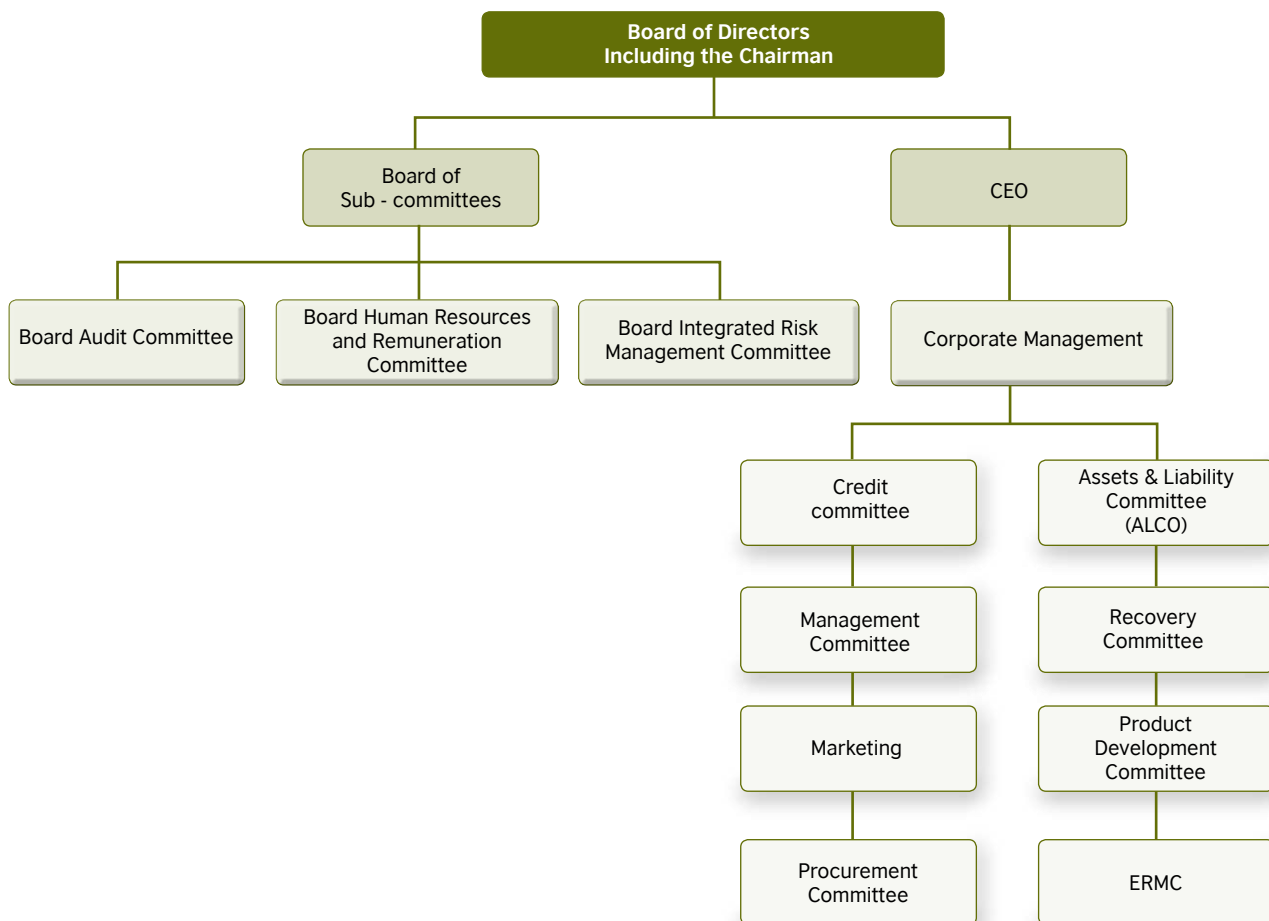 Board of Directors
Including the Chairman
Board of
Sub - committees
CEO
Board Audit Committee
Board Human Resources
and Remuneration
Committee
Board Integrated Risk
Management Committee
Corporate Management
Credit
committee
Assets & Liability
Committee
(ALCO)
Management
Committee
Recovery
Committee
Marketing
Product
Development
Committee
Procurement
Committee
ERMC